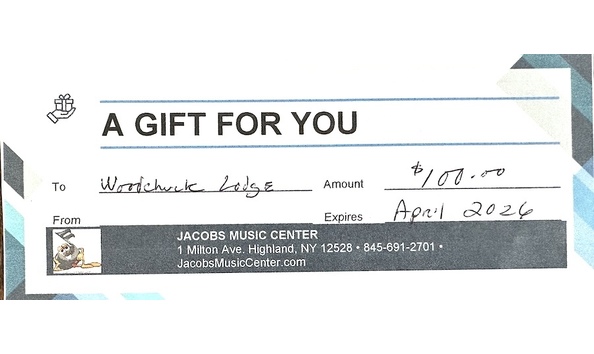 A GIFT FOR YOU
To Woodchuck Lodge Amount $100.00
From Expires April 2026
JACOBS MUSIC CENTER
1 Milton Ave. Highland, NY 12528 • 845-691-2701 •
JacobsMusicCenter.com